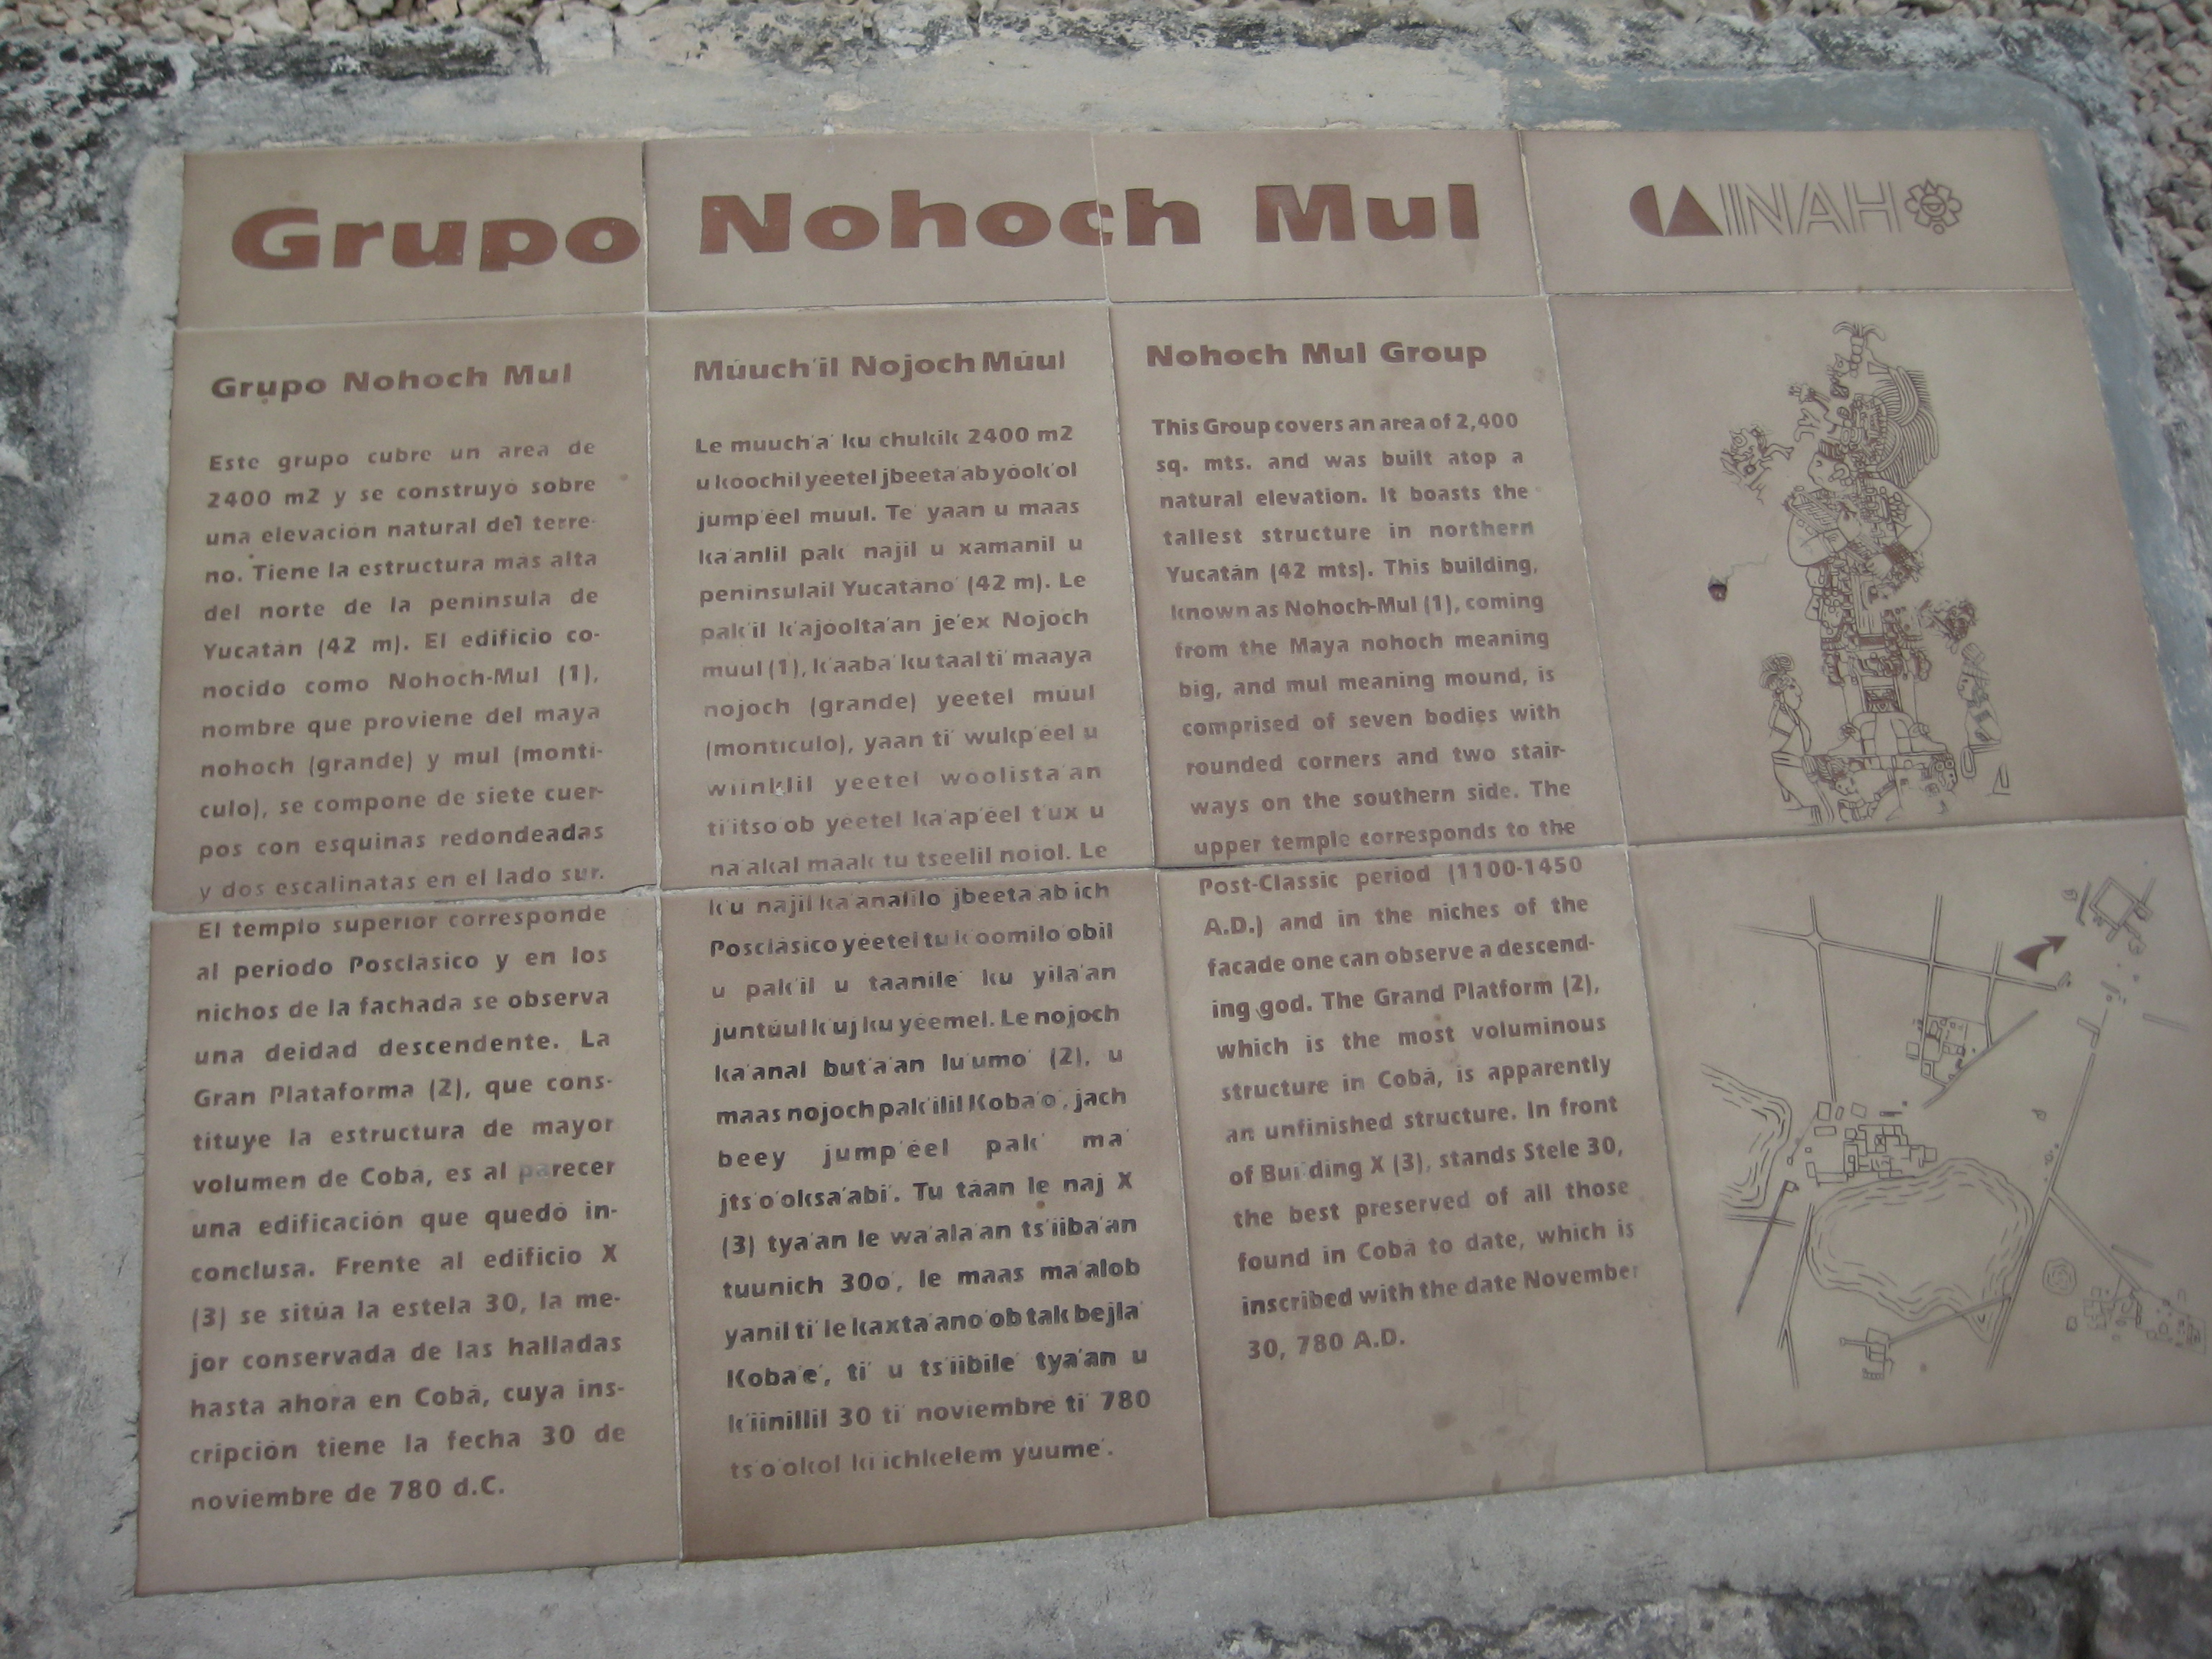 Grupo Nohoch Mul
CA INAH
Grupo Nohoch Mul
Este grupo cubre un area de
2400 m2 y se construyó sobre
una elevación natural del terre-
no. Tiene la estructura mas alta
del norte de la península de
Yucatán (42 m). El edificio co-
nocido como Nohoch-Mul (1),
nombre que proviene del maya
nohoch (grande) y mul (montí-
culo), se compone de siete cuer-
pos con esquinas redondeadas
y dos escalinatas en el lado sur.
El templo superior corresponde
al periodo Posclásico y en los
nichos de la fachada se observa
una deidad descendente. La
Gran Plataforma (2), que cons-
tituye la estructura de mayor
volumen de Cobá, es al parecer
una edificación que quedó in-
conclusa. Frente al edificio X
(3) se sitúa la estela 30, la me-
jor conservada de las halladas
hasta ahora en Cobá, cuya ins-
cripción tiene la fecha 30 de
noviembre de 780 d.C.
Múuch'il Nojoch Múul
Le muuch'a' ku chukik 2400 m2
u koochil yéetel jbeeta'ab yóok'ol
jump'éel muul. Te' yaan u maas
ka'anlil pak' najil u xamanil u
peninsulail Yucatáno' (42 m). Le
pak'il k'ajóolta'an je'ex Nojoch
muul (1), k'aaba' ku taal ti' maaya
nojoch (grande) yéetel múul
(montículo), yaan ti' wukp'éel u
wíinklil yéetel woolista'an
ti'itso'ob yéetel ka'ap'éel t'ux u
na'akal máak tu tseelil noiol. Le
k'u najil ka'analilo jbeeta'ab ich
Posclásico yéetel tu k'oomilo'obil
u pak'il u taanile' ku yila'an
juntúul k'uj ku yéemel. Le nojoch
ka'anal but'a'an lu'umo' (2), u
maas nojoch pak'ilil Koba'o', jach
beey jump'éel pak' ma'
jts'o'oksa'abi'. Tu táan le naj X
(3) tya'an le wa'ala'an ts'íiba'an
tuunich 30o', le maas ma'alob
yanil ti' le kaxta'ano'ob tak bejla'
Koba'e', ti' u ts'íibile' tya'an u
k'iinillil 30 ti' noviembre ti' 780
ts'o'okol ki'ichkelem yuume'.
Nohoch Mul Group
This Group covers an area of 2,400
sq. mts. and was built atop a
natural elevation. It boasts the
tallest structure in northern
Yucatán (42 mts). This building,
known as Nohoch-Mul (1), coming
from the Maya nohoch meaning
big, and mul meaning mound, is
comprised of seven bodies with
rounded corners and two stair-
ways on the southern side. The
upper temple corresponds to the
Post-Classic period (1100-1450
A.D.) and in the niches of the
facade one can observe a descend-
ing god. The Grand Platform (2),
which is the most voluminous
structure in Cobá, is apparently
an unfinished structure. In front
of Building X (3), stands Stele 30,
the best preserved of all those
found in Cobá to date, which is
inscribed with the date November
30, 780 A.D.